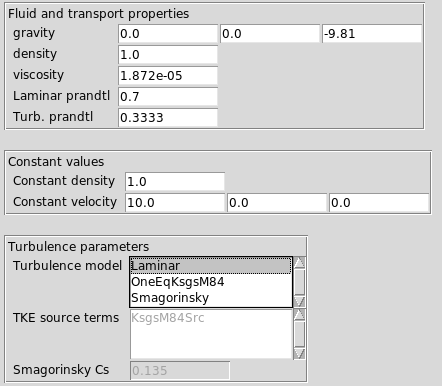 Fluid and transport properties
gravity 0.0 0.0 -9.81
density 1.0
viscosity 1.872e-05
Laminar prandtl 0.7
Turb. prandtl 0.3333
Constant values
Constant density 1.0
Constant velocity 10.0 0.0 0.0
Turbulence parameters
Turbulence model Laminar
OneEqKsgsM84
Smagorinsky
TKE source terms KsgsM84Src
Smagorinsky Cs 0.135